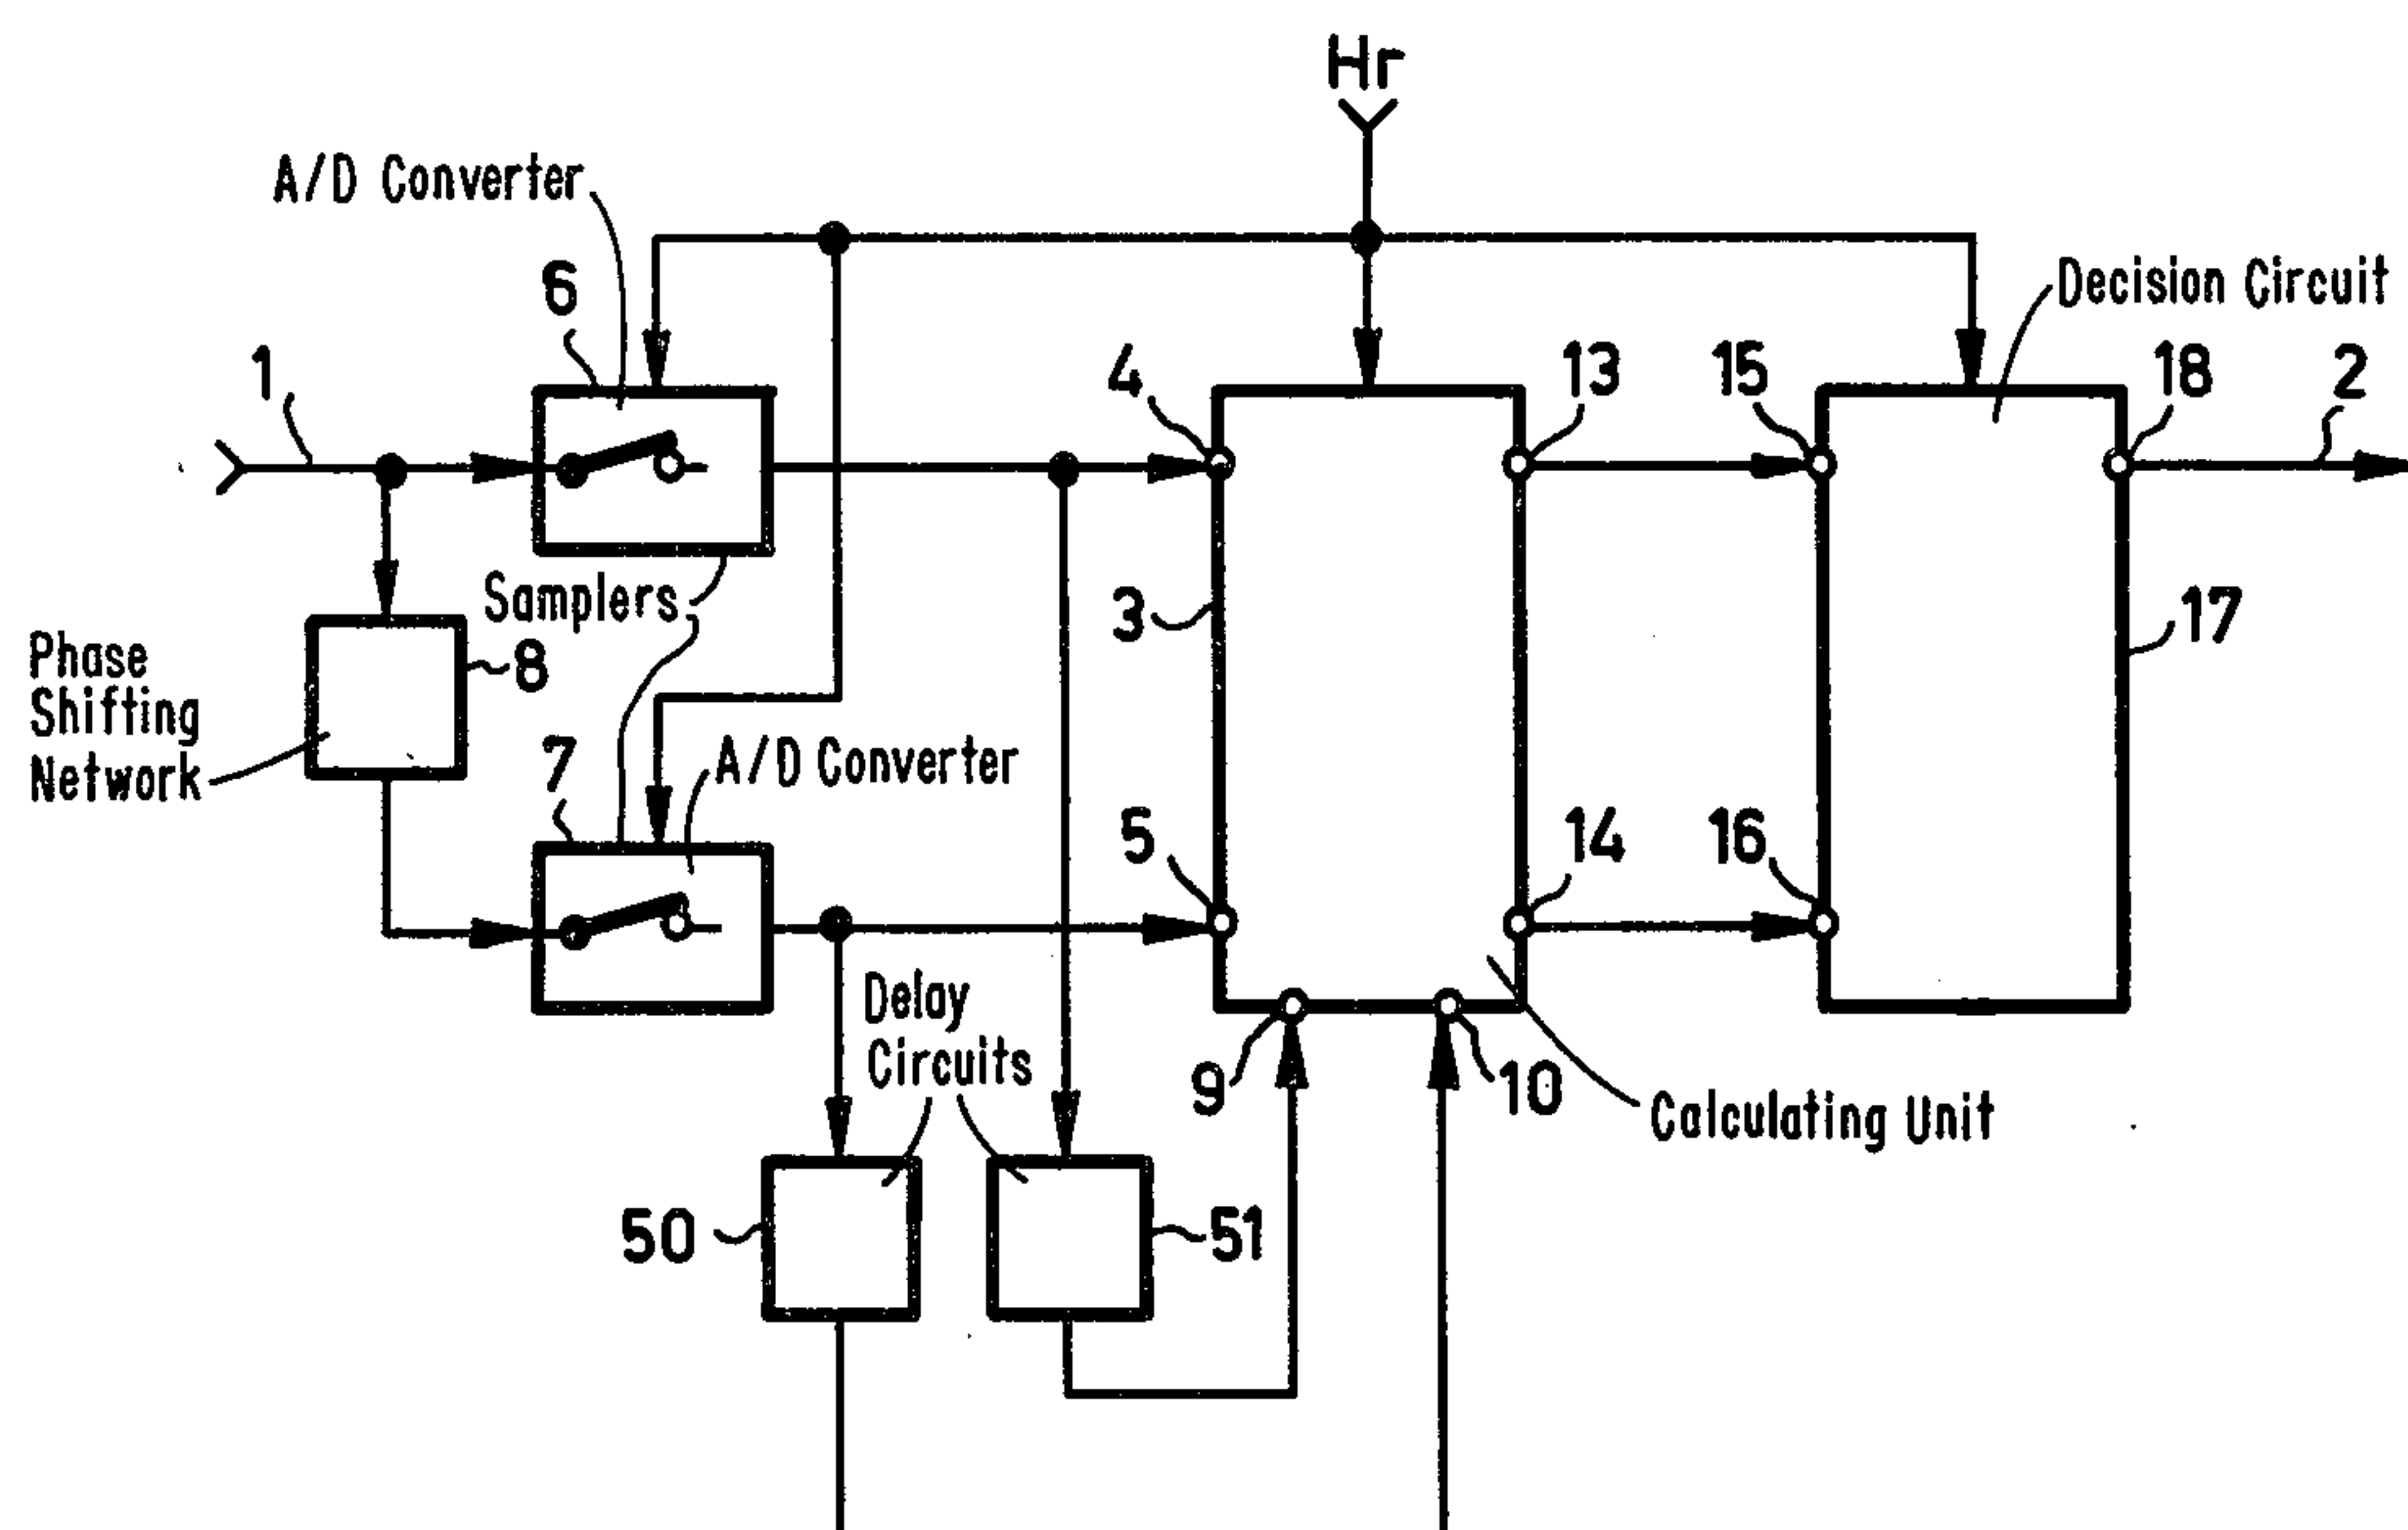 Hr
A/D Converter
6
Decision Circuit
1
4
13
15
18
2
Samplers
3
17
Phase
Shifting
Network
8
7
A/D Converter
5
14
16
Delay
Circuits
9
10
Calculating Unit
50
51